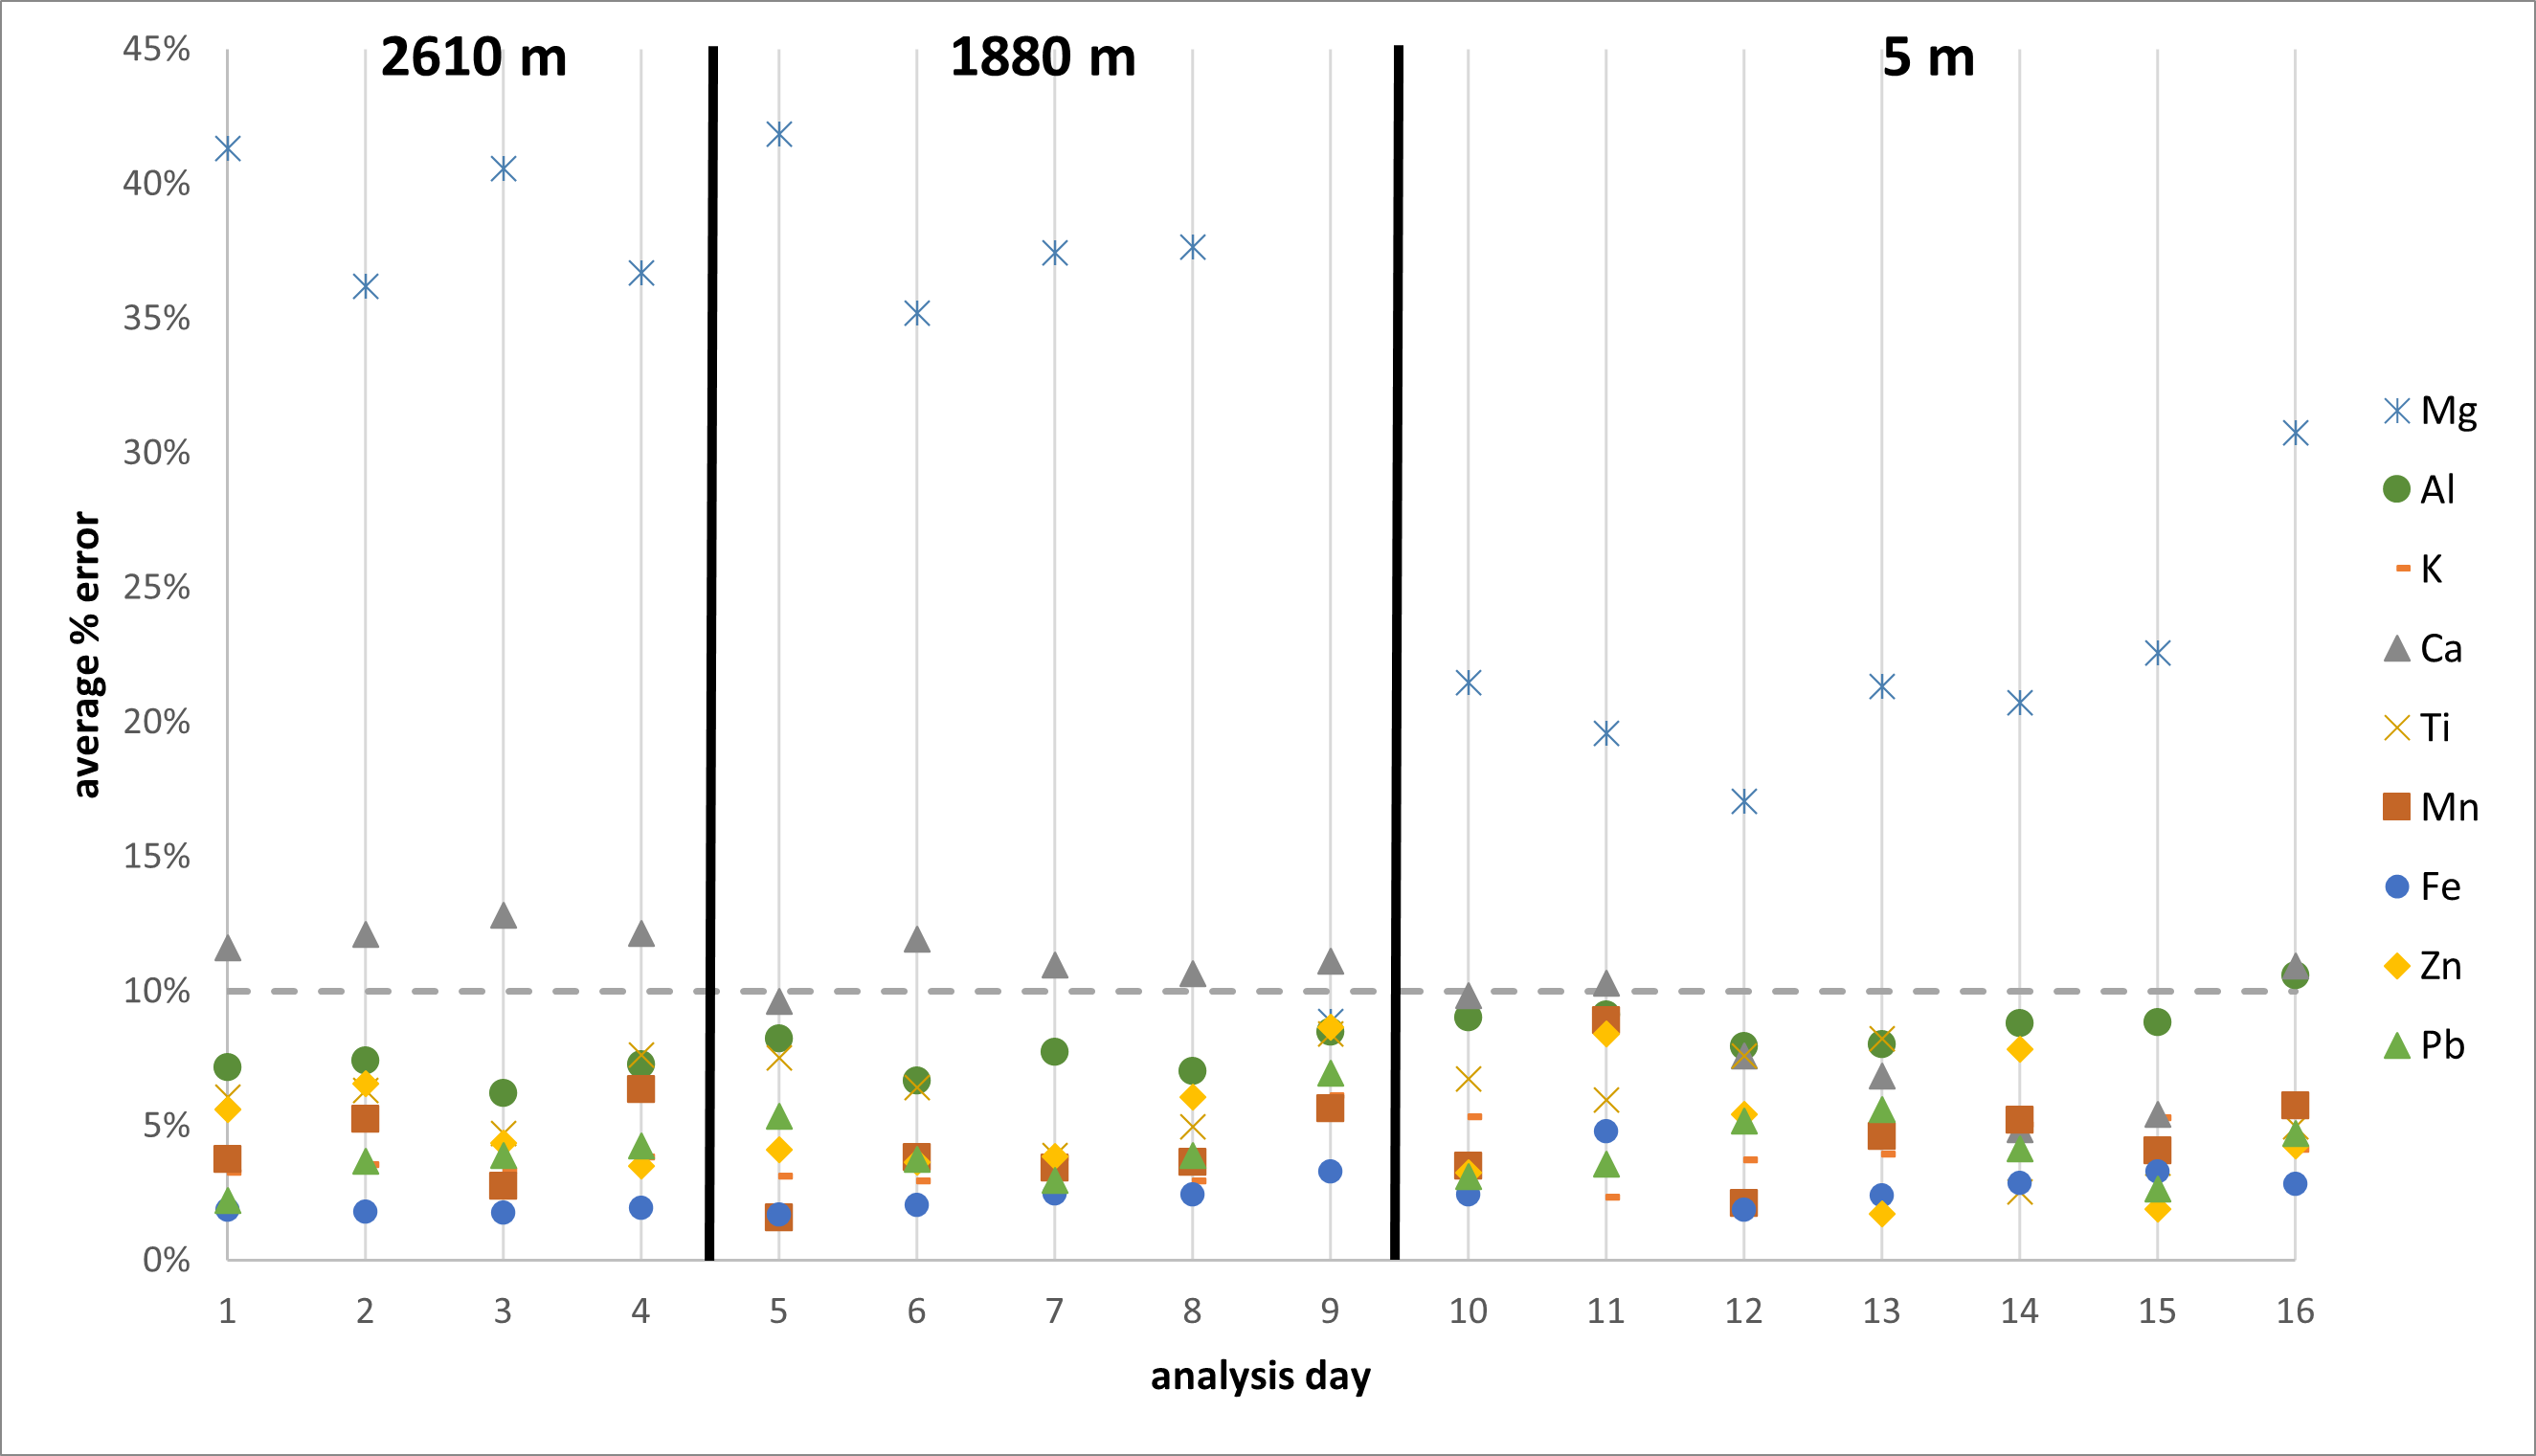 2610 m
1880 m
5 m
45%
40%
35%
30%
25%
20%
15%
10%
5%
0%
average % error
1 2 3 4 5 6 7 8 9 10 11 12 13 14 15 16
analysis day
Mg
Al
K
Ca
Ti
Mn
Fe
Zn
Pb